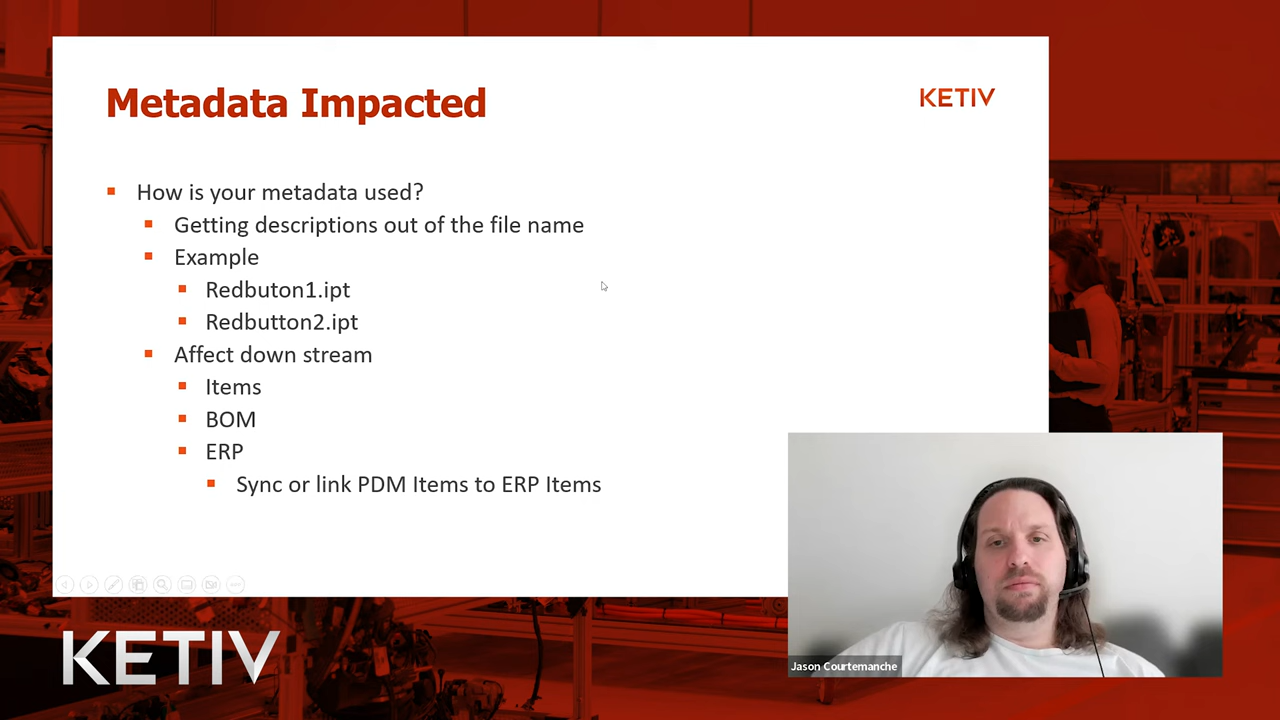 Metadata Impacted
KETIV
How is your metadata used?
Getting descriptions out of the file name
Example
Redbuton1.ipt
Redbutton2.ipt
Affect down stream
Items
BOM
ERP
Sync or link PDM Items to ERP Items
KETIV
Jason Courtemanche